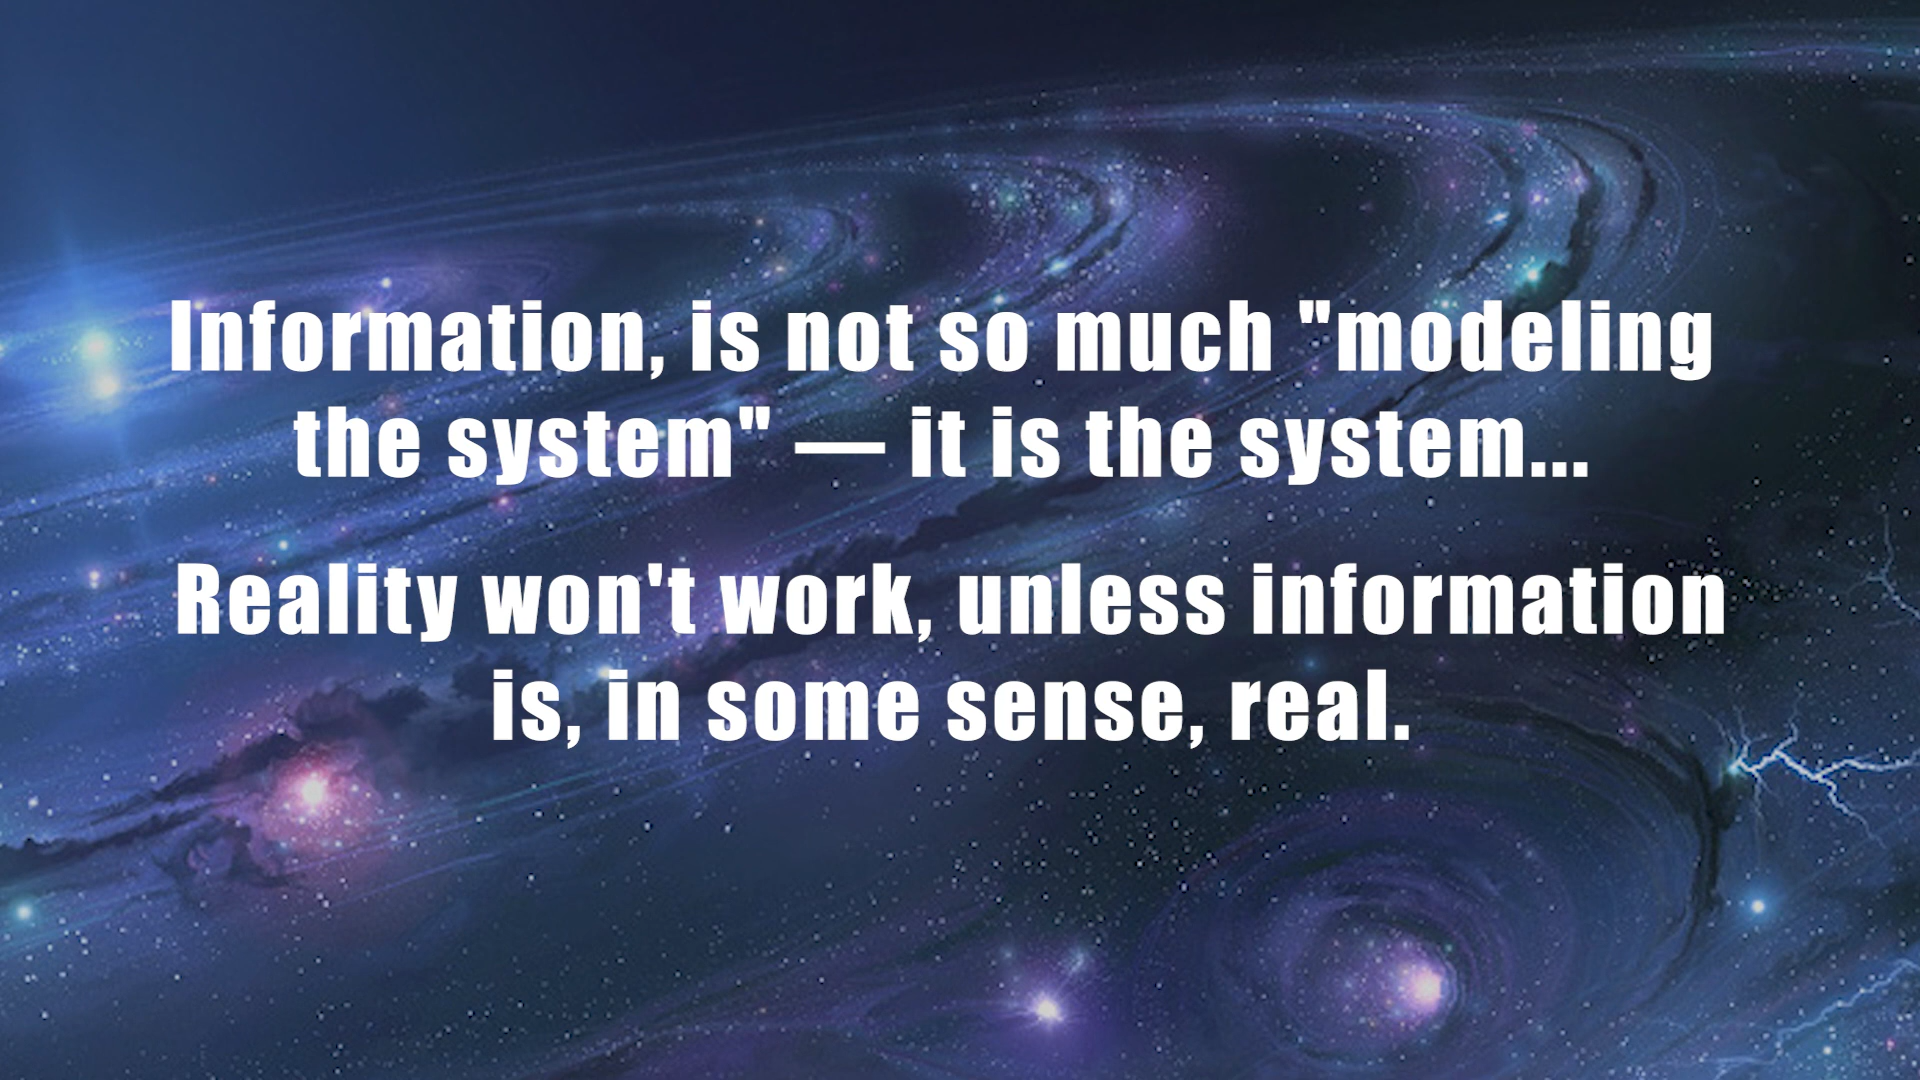 Information, is not so much "modeling
the system" — it is the system...
Reality won't work, unless information
is, in some sense, real.